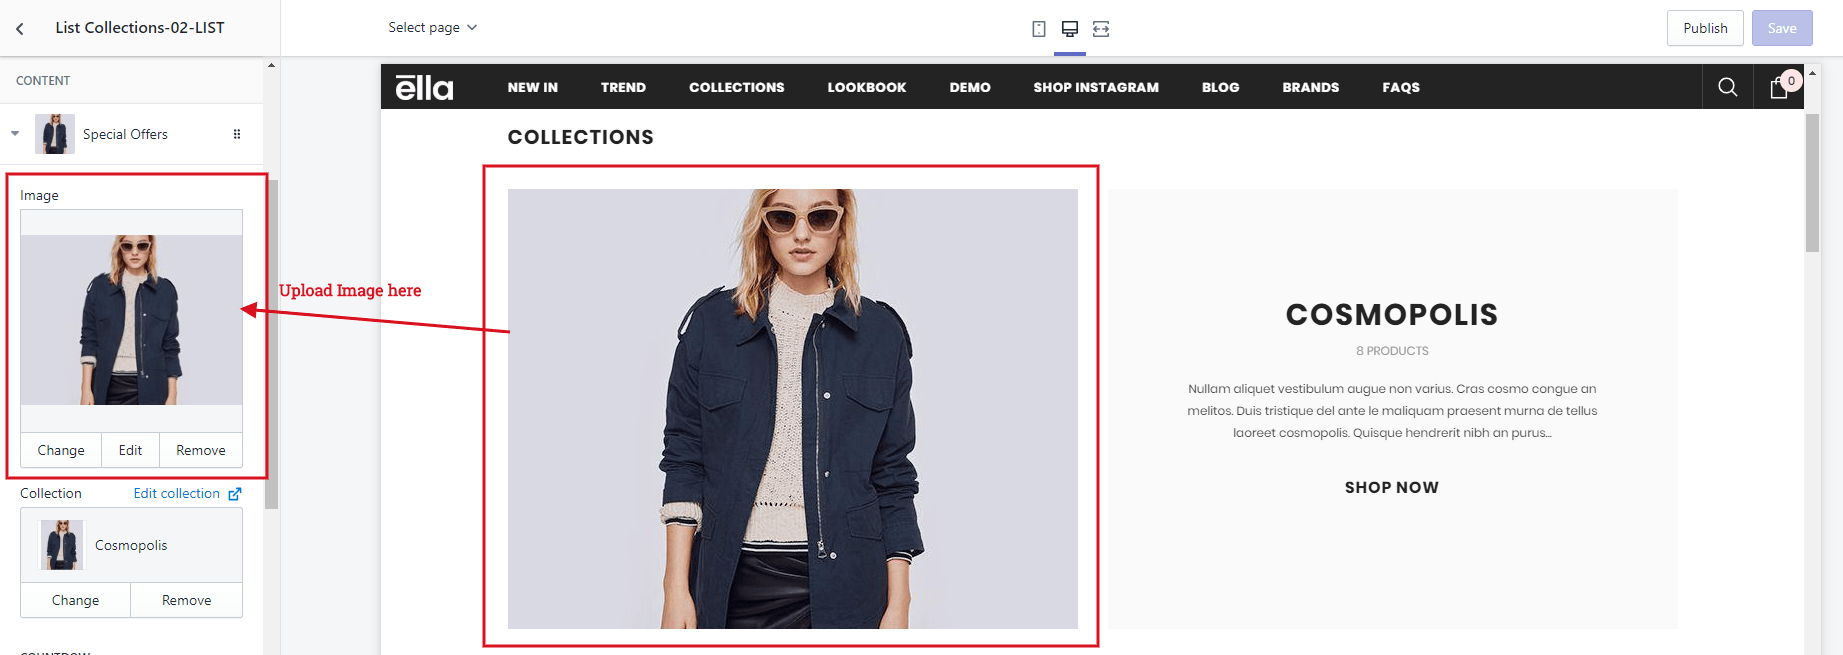 List Collections-02-LIST
Select page
Publish
Save
CONTENT
Special Offers
Image
Change Edit Remove
Collection Edit collection
Cosmopolis
Change Remove
COUNTDOW
Upload Image here
ēlla NEW IN TREND COLLECTIONS LOOKBOOK DEMO SHOP INSTAGRAM BLOG BRANDS FAQS 0
COLLECTIONS
COSMOPOLIS
8 PRODUCTS
Nullam aliquet vestibulum augue non varius. Cras cosmo congue an
melitos. Duis tristique del ante le maliquam praesent murna de tellus
laoreet cosmopolis. Quisque hendrerit nibh an purus...
SHOP NOW